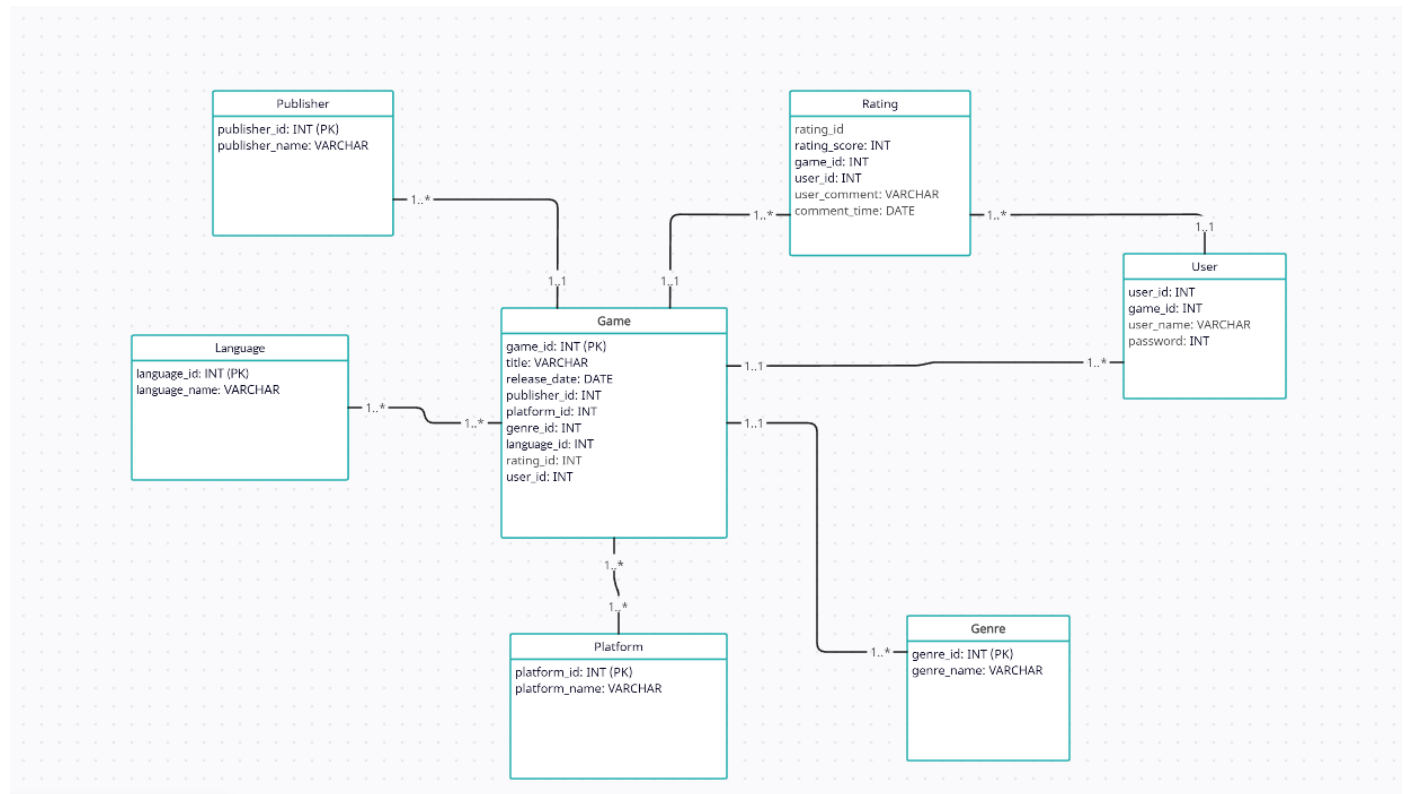 Publisher
publisher_id: INT (PK)
publisher_name: VARCHAR
1..*
1..1
Rating
rating_id
rating_score: INT
game_id: INT
user_id: INT
user_comment: VARCHAR
comment_time: DATE
1..*
1..1
1..*
1..1
User
user_id: INT
game_id: INT
user_name: VARCHAR
password: INT
Language
language_id: INT (PK)
language_name: VARCHAR
1..*
1..*
Game
game_id: INT (PK)
title: VARCHAR
release_date: DATE
publisher_id: INT
platform_id: INT
genre_id: INT
language_id: INT
rating_id: INT
user_id: INT
1..1
1..*
1..1
1..*
1..*
1..*
Platform
platform_id: INT (PK)
platform_name: VARCHAR
Genre
genre_id: INT (PK)
genre_name: VARCHAR